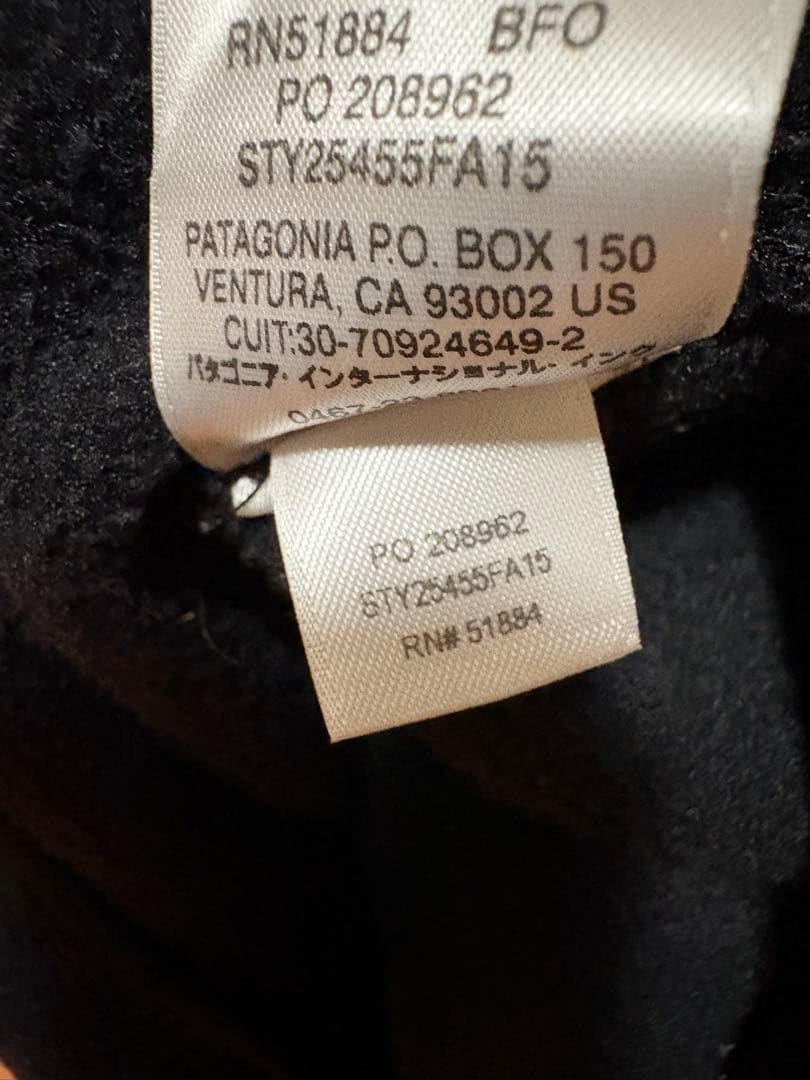 RN51884 BFO
PO 208962
STY25455FA15
PATAGONIA P.O. BOX 150
VENTURA, CA 93002 US
CUIT:30-70924649-2
パタゴニア・インターナショナル・インク
PO 208962
STY25455FA15
RN# 51884